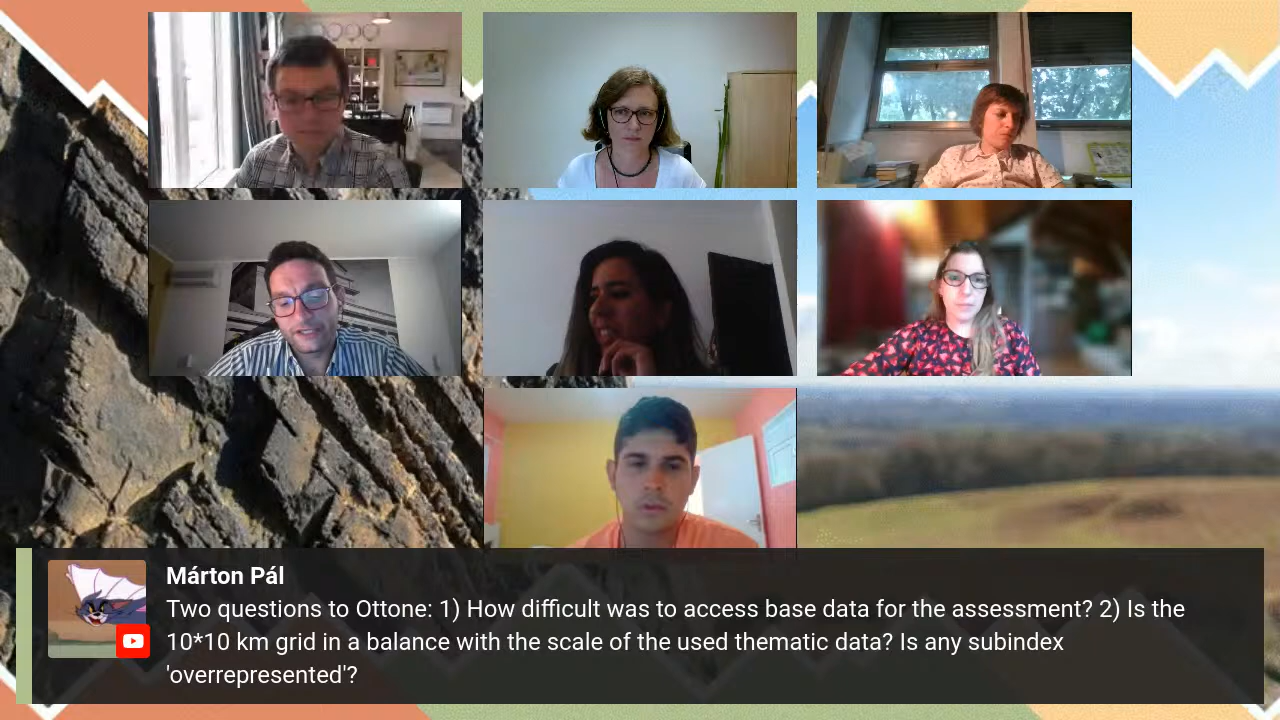 Márton Pál
Two questions to Ottone: 1) How difficult was to access base data for the assessment? 2) Is the
10*10 km grid in a balance with the scale of the used thematic data? Is any subindex
'overrepresented'?